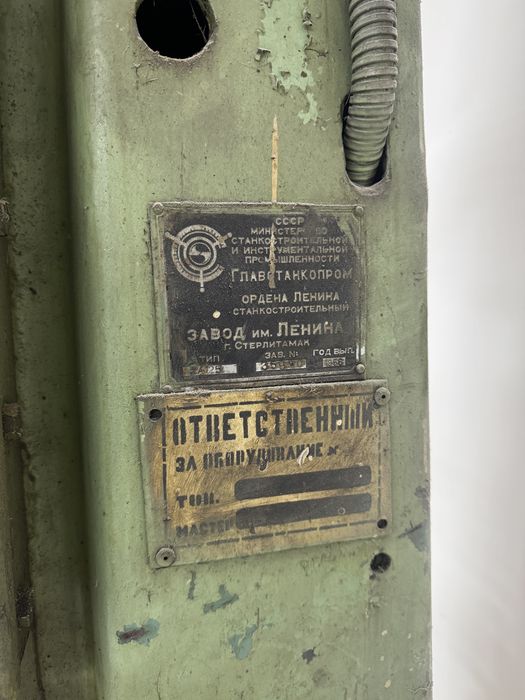 СССР
МИНИСТЕРСТВО
СТАНКОСТРОИТЕЛЬНОЙ
И ИНСТРУМЕНТАЛЬНОЙ
ПРОМЫШЛЕННОСТИ
ГЛАВСТАНКОПРОМ
ОРДЕНА ЛЕНИНА
СТАНКОСТРОИТЕЛЬНЫЙ
ЗАВОД ИМ. ЛЕНИНА
Г. СТЕРЛИТАМАК
ТИП ЗАВ. № ГОД ВЫП.
ОТВЕТСТВЕННЫЙ
ЗА ОБОРУДОВАНИЕ
ТОВ.
МАСТЕР